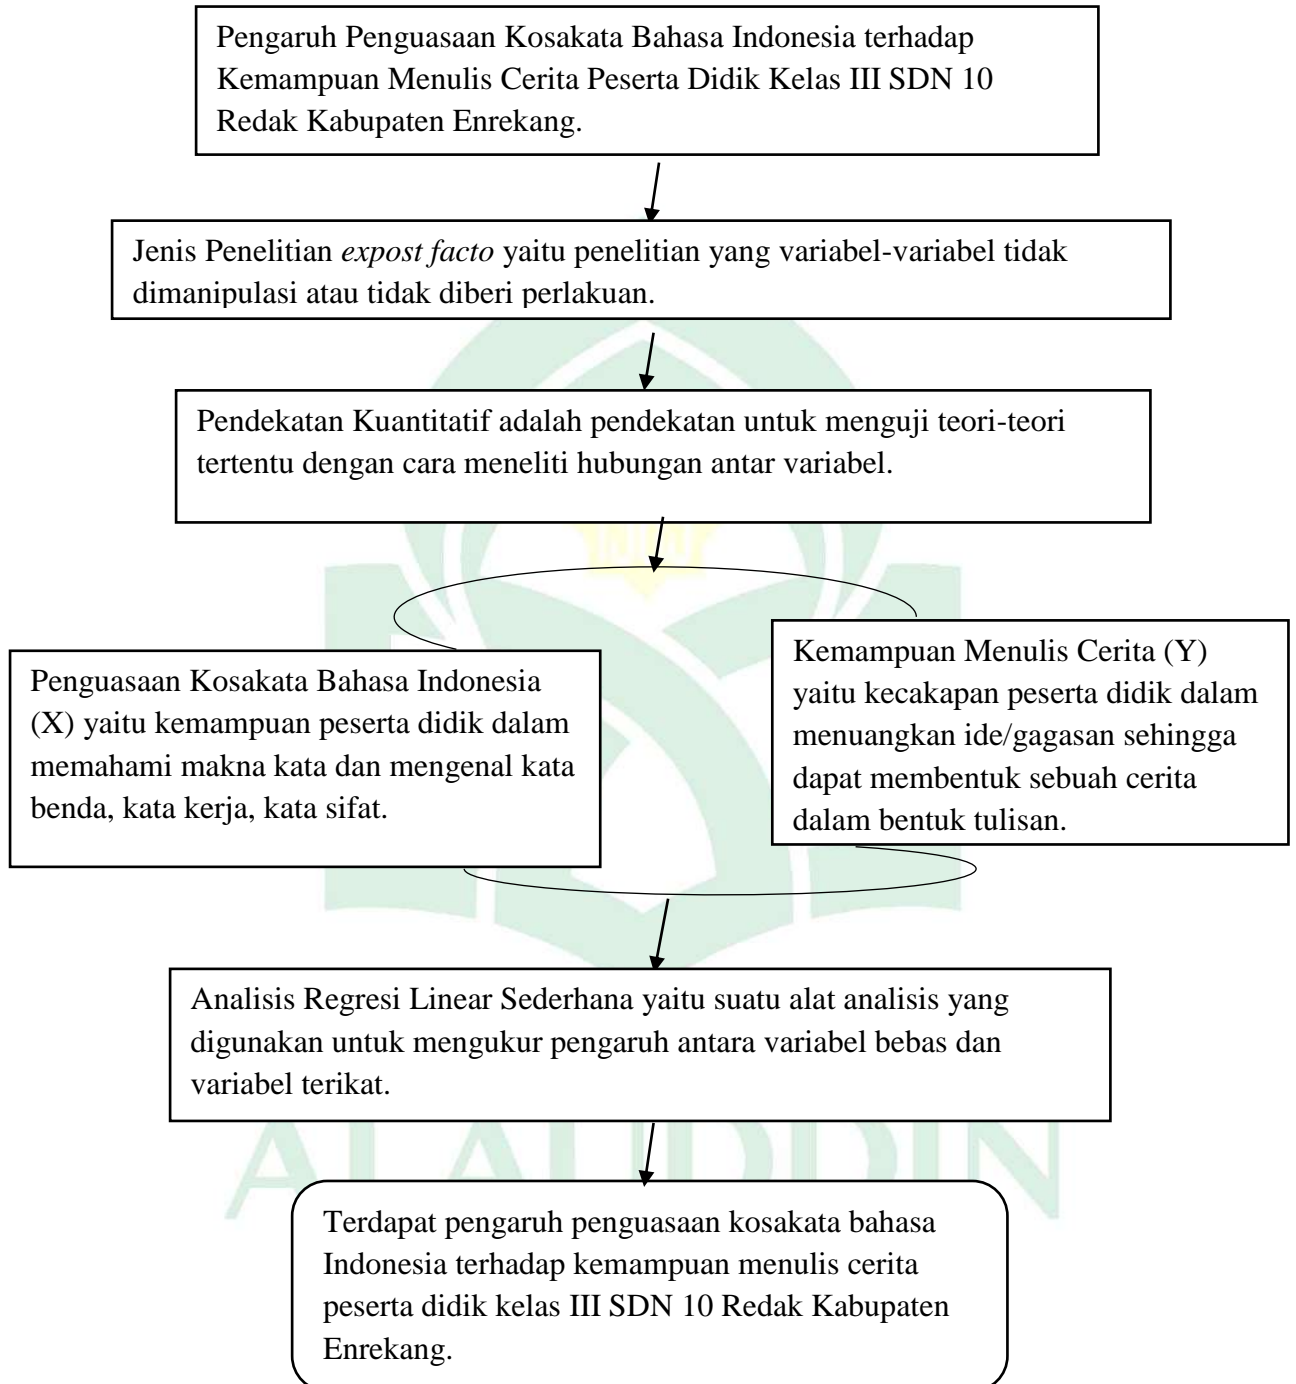 Pengaruh Penguasaan Kosakata Bahasa Indonesia terhadap
Kemampuan Menulis Cerita Peserta Didik Kelas III SDN 10
Redak Kabupaten Enrekang.
Jenis Penelitian expost facto yaitu penelitian yang variabel-variabel tidak
dimanipulasi atau tidak diberi perlakuan.
Pendekatan Kuantitatif adalah pendekatan untuk menguji teori-teori
tertentu dengan cara meneliti hubungan antar variabel.
Penguasaan Kosakata Bahasa Indonesia
(X) yaitu kemampuan peserta didik dalam
memahami makna kata dan mengenal kata
benda, kata kerja, kata sifat.
Kemampuan Menulis Cerita (Y)
yaitu kecakapan peserta didik dalam
menuangkan ide/gagasan sehingga
dapat membentuk sebuah cerita
dalam bentuk tulisan.
Analisis Regresi Linear Sederhana yaitu suatu alat analisis yang
digunakan untuk mengukur pengaruh antara variabel bebas dan
variabel terikat.
ALAUDDIN
Terdapat pengaruh penguasaan kosakata bahasa
Indonesia terhadap kemampuan menulis cerita
peserta didik kelas III SDN 10 Redak Kabupaten
Enrekang.